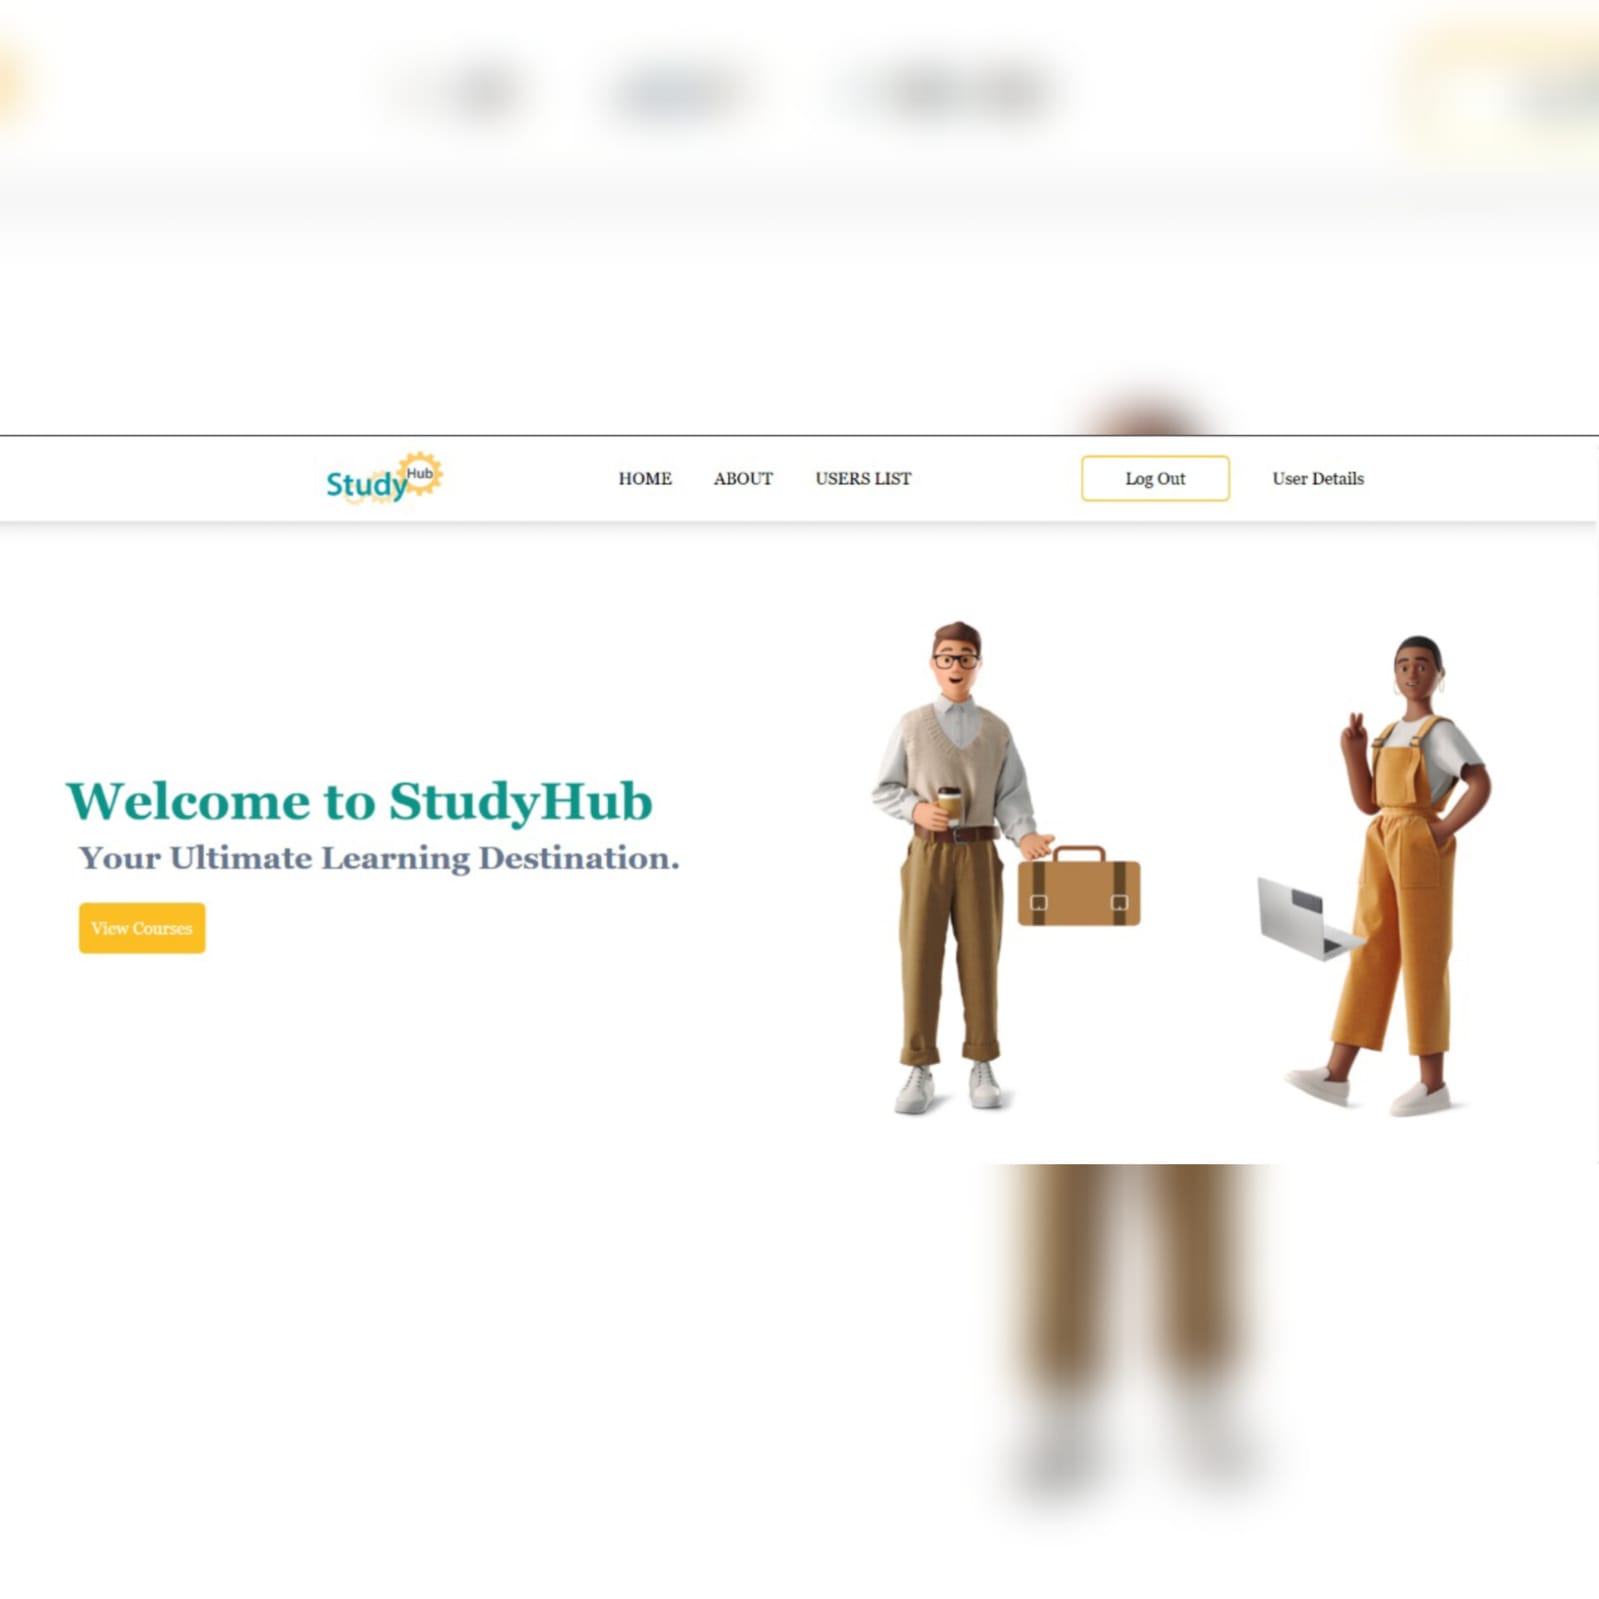 Study Hub
HOME ABOUT USERS LIST Log Out User Details
Welcome to StudyHub
Your Ultimate Learning Destination.
View Courses